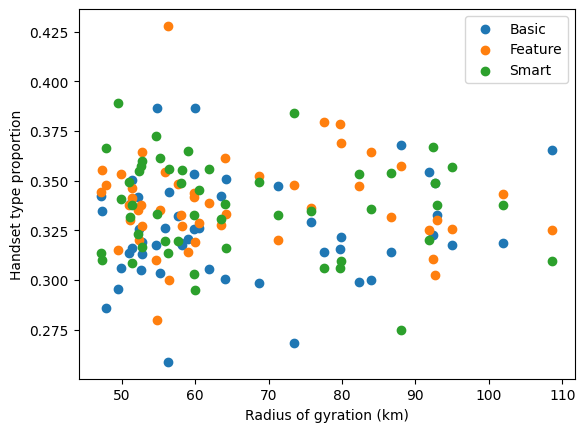 0.425
0.400
0.375
0.350
0.325
0.300
0.275
Handset type proportion
Basic
Feature
Smart
50 60 70 80 90 100 110
Radius of gyration (km)